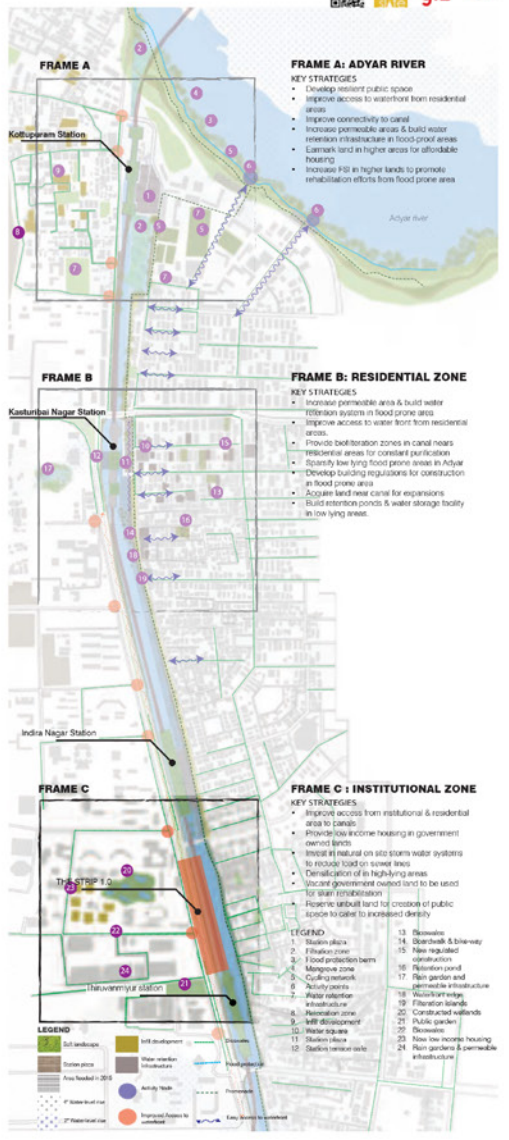 FRAME A
Kottupuram Station
FRAME A: ADYAR RIVER
KEY STRATEGIES
• Develop resilient public space
• Improve access to waterfront from residential
areas
• Improve connectivity to canal
• Increase permeable areas & build water
retention infrastructure in flood-proof areas
• Earmark land in higher areas for affordable
housing
• Increase FSI in higher lands to promote
rehabilitation efforts from flood prone area
Adyar river
FRAME B
Kasturibai Nagar Station
FRAME B: RESIDENTIAL ZONE
KEY STRATEGIES
• Increase permeable area & build water
retention system in flood prone area
• Improve access to water front from residential
areas.
• Provide biofilteration zones in canal nears
residential areas for constant purification
• Sparsify low lying flood prone areas in Adyar
• Develop building regulations for construction
in flood prone area
• Acquire land near canal for expansions
• Build retention ponds & water storage facility
in low lying areas.
Indira Nagar Station
FRAME C
THE STRIP 1.0
Thiruvanmiyur station
FRAME C : INSTITUTIONAL ZONE
KEY STRATEGIES
• Improve access from institutional & residential
area to canals
• Provide low income housing in government
owned lands
• Invest in natural on site storm water systems
to reduce load on sewer lines
• Densification of in high-lying areas
• Vacant government owned land to be used
for slum rehabilitation
• Reserve unbuilt land for creation of public
space to cater to increased density
LEGEND
1 Station plaza
2 Filtration zone
3 Flood protection berm
4 Mangrove zone
5 Cycling network
6 Activity points
7 Water retention
infrastructure
8 Relocation zone
9 Infill development
10 Water square
11 Station plaza
12 Station terrace cafe
13 Bioswales
14 Boardwalk & bike-way
15 New regulated
construction
16 Retention pond
17 Rain garden and
permeable infrastructure
18 Waterfront edge
19 Filteration islands
20 Constructed wetlands
21 Public garden
22 Bioswales
23 New low income housing
24 Rain gardens & permeable
infrastructure
LEGEND
Soft landscape
Station plaza
Area flooded in 2015
1" Water level rise
2" Water level rise
Infill development
Water retention
infrastructure
Activity Node
Improved Access to
waterfront
Bioswales
Flood protection
Promenade
Easy access to waterfront